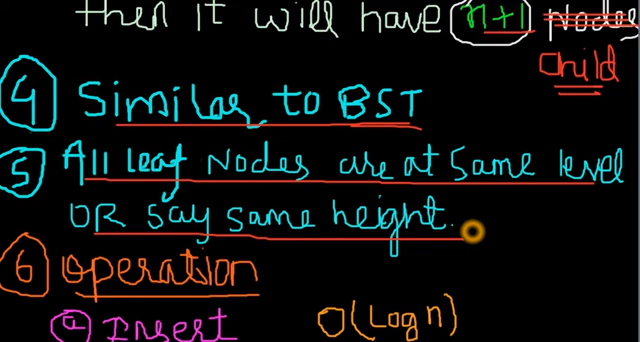 then it will have n+1 Nodes
Child
4 Similar to BST
5 All leaf Nodes are at Same level
OR say same height.
6 Operation
a Insert O(Log n)